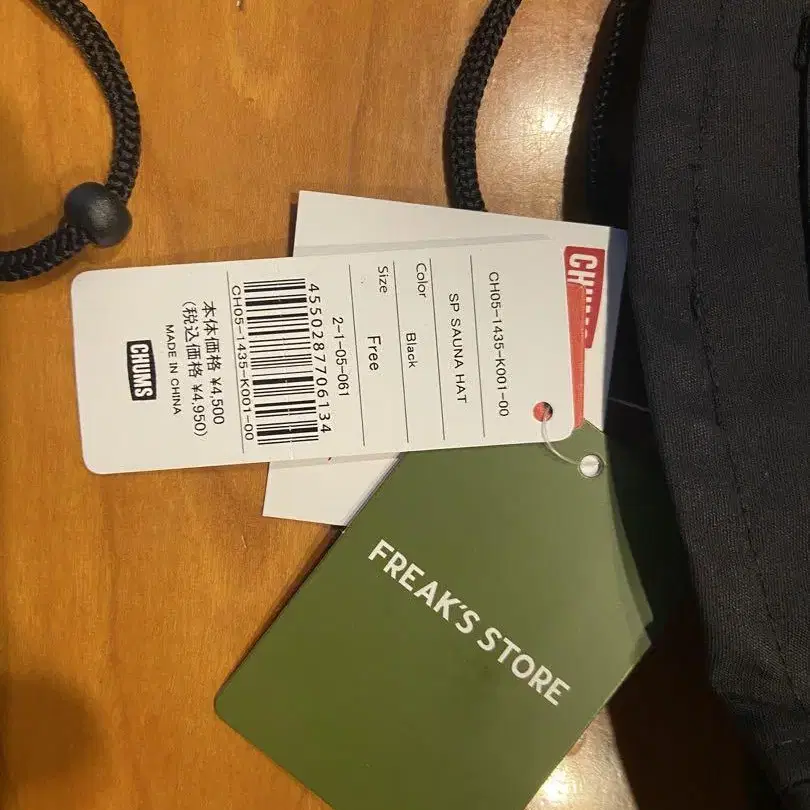 CH05-1435-K001-00
SP SAUNA HAT
Color Black
Size Free
2-1-05-061
4550287706134
CH05-1435-K001-00
本体価格 ¥4,500
(税込価格 ¥4,950)
MADE IN CHINA
CHUMS
FREAK'S STORE